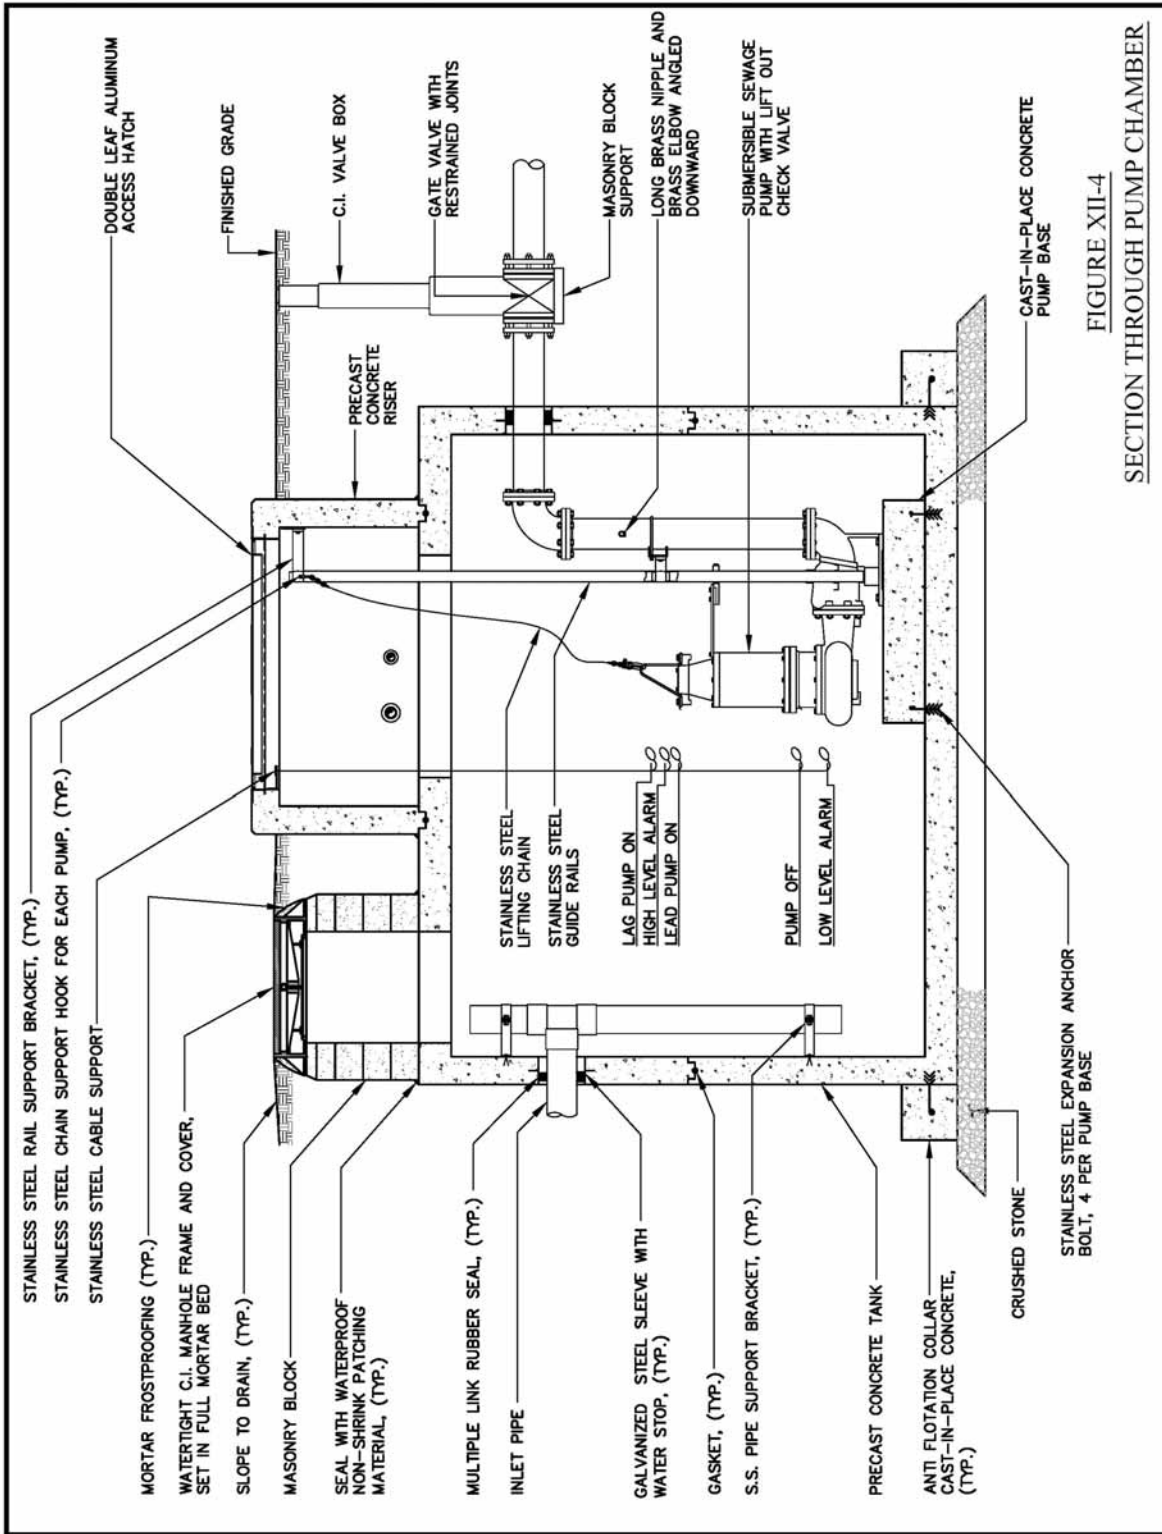 STAINLESS STEEL RAIL SUPPORT BRACKET, (TYP.)
STAINLESS STEEL CHAIN SUPPORT HOOK FOR EACH PUMP, (TYP.)
STAINLESS STEEL CABLE SUPPORT
DOUBLE LEAF ALUMINUM
ACCESS HATCH
MORTAR FROSTPROOFING (TYP.)
WATERTIGHT C.I. MANHOLE FRAME AND COVER,
SET IN FULL MORTAR BED
SLOPE TO DRAIN, (TYP.)
MASONRY BLOCK
SEAL WITH WATERPROOF
NON-SHRINK PATCHING
MATERIAL, (TYP.)
MULTIPLE LINK RUBBER SEAL, (TYP.)
INLET PIPE
GALVANIZED STEEL SLEEVE WITH
WATER STOP, (TYP.)
GASKET, (TYP.)
S.S. PIPE SUPPORT BRACKET, (TYP.)
PRECAST CONCRETE TANK
ANTI FLOTATION COLLAR
CAST-IN-PLACE CONCRETE,
(TYP.)
CRUSHED STONE
STAINLESS STEEL EXPANSION ANCHOR
BOLT, 4 PER PUMP BASE
STAINLESS STEEL
LIFTING CHAIN
STAINLESS STEEL
GUIDE RAILS
LAG PUMP ON
HIGH LEVEL ALARM
LEAD PUMP ON
PUMP OFF
LOW LEVEL ALARM
FINISHED GRADE
C.I. VALVE BOX
PRECAST
CONCRETE
RISER
GATE VALVE WITH
RESTRAINED JOINTS
MASONRY BLOCK
SUPPORT
LONG BRASS NIPPLE AND
BRASS ELBOW ANGLED
DOWNWARD
SUBMERSIBLE SEWAGE
PUMP WITH LIFT OUT
CHECK VALVE
CAST-IN-PLACE CONCRETE
PUMP BASE
FIGURE XII-4
SECTION THROUGH PUMP CHAMBER